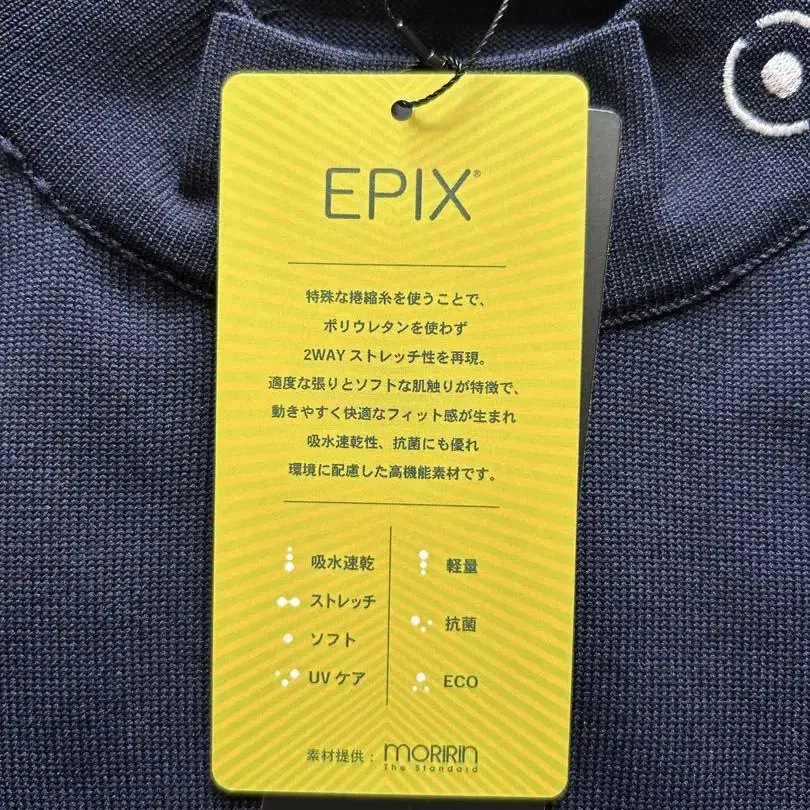 EPIX®
特殊な捲縮糸を使うことで、
ポリウレタンを使わず
2WAY ストレッチ性を再現。
適度な張りとソフトな肌触りが特徴で、
動きやすく快適なフィット感が生まれ
吸水速乾性、抗菌にも優れ
環境に配慮した高機能素材です。
吸水速乾
ストレッチ
ソフト
UV ケア
軽量
抗菌
ECO
素材提供：MORIRIN
The Standard